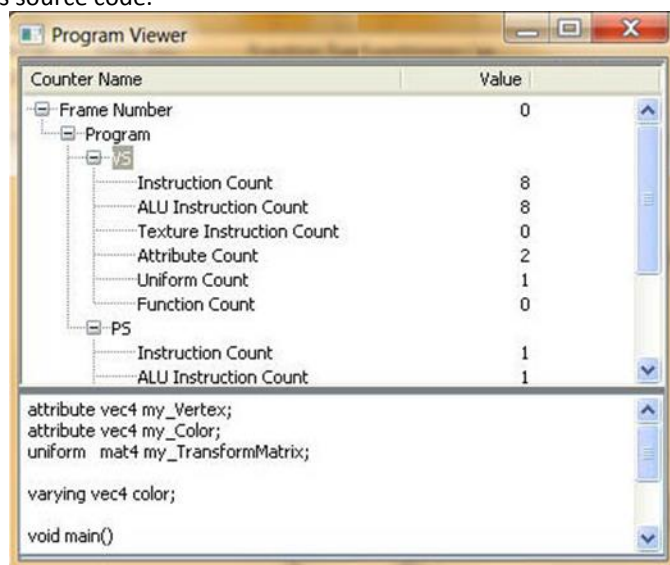 s source code.
Program Viewer
Counter Name Value
Frame Number 0
Program
VS
Instruction Count 8
ALU Instruction Count 8
Texture Instruction Count 0
Attribute Count 2
Uniform Count 1
Function Count 0
PS
Instruction Count 1
ALU Instruction Count 1
attribute vec4 my_Vertex;
attribute vec4 my_Color;
uniform mat4 my_TransformMatrix;
varying vec4 color;
void main()